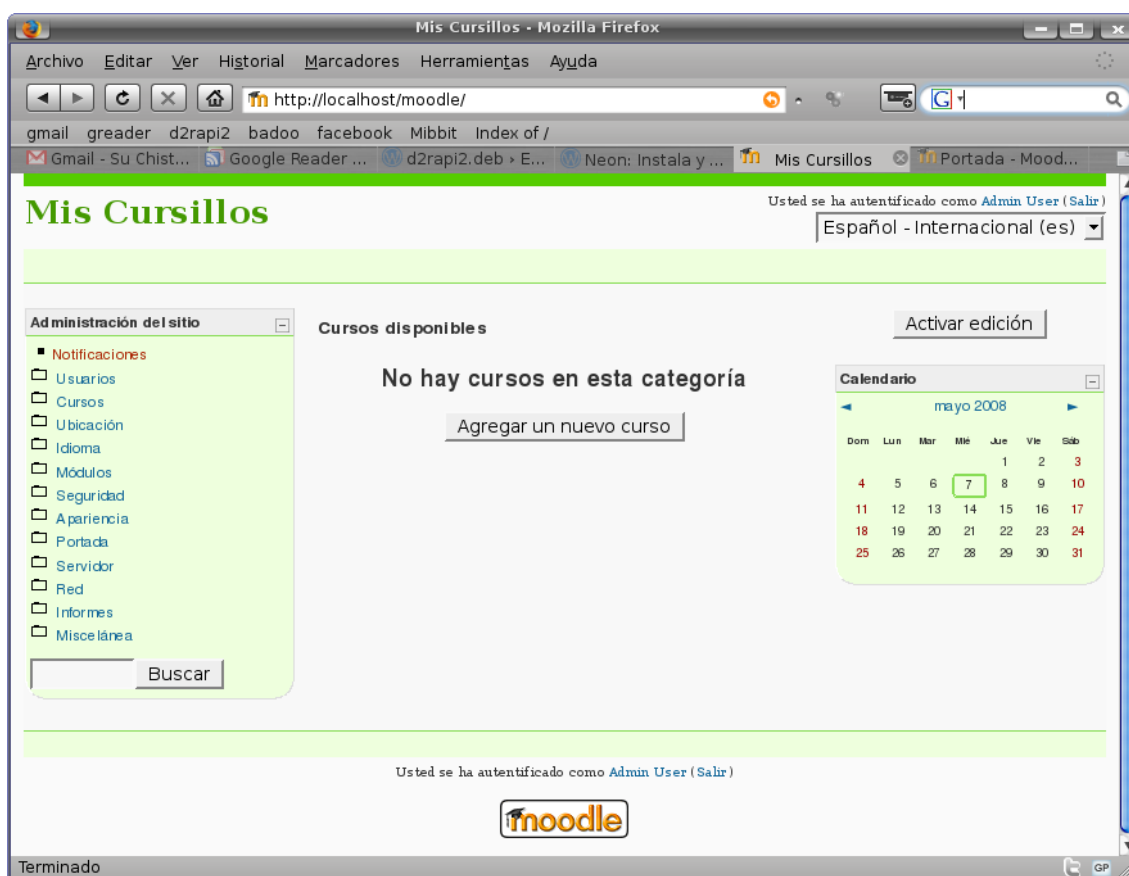 Mis Cursillos - Mozilla Firefox
Archivo Editar Ver Historial Marcadores Herramientas Ayuda
http://localhost/moodle/
G
gmail greader d2rapi2 badoo facebook Mibbit Index of /
Gmail - Su Chist... Google Reader ... d2rapi2.deb › E... Neon: Instala y ... Mis Cursillos Portada - Mood...
Mis Cursillos
Usted se ha autentificado como Admin User (Salir)
Español - Internacional (es)
Administración del sitio
Notificaciones
Usuarios
Cursos
Ubicación
Idioma
Módulos
Seguridad
Apariencia
Portada
Servidor
Red
Informes
Miscelánea
Buscar
Cursos disponibles
No hay cursos en esta categoría
Agregar un nuevo curso
Activar edición
Calendario
◄ mayo 2008 ►
Dom Lun Mar Mié Jue Vie Sáb
1 2 3
4 5 6 7 8 9 10
11 12 13 14 15 16 17
18 19 20 21 22 23 24
25 26 27 28 29 30 31
Usted se ha autentificado como Admin User (Salir)
moodle
Terminado
GP